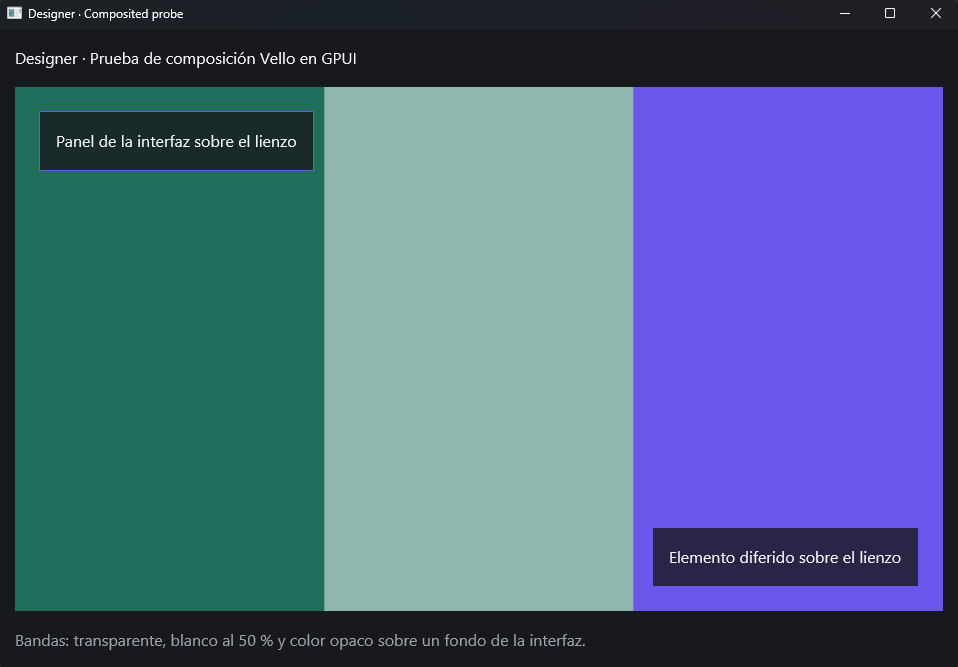 Designer · Composited probe
Designer · Prueba de composición Vello en GPUI
Panel de la interfaz sobre el lienzo
Elemento diferido sobre el lienzo
Bandas: transparente, blanco al 50 % y color opaco sobre un fondo de la interfaz.